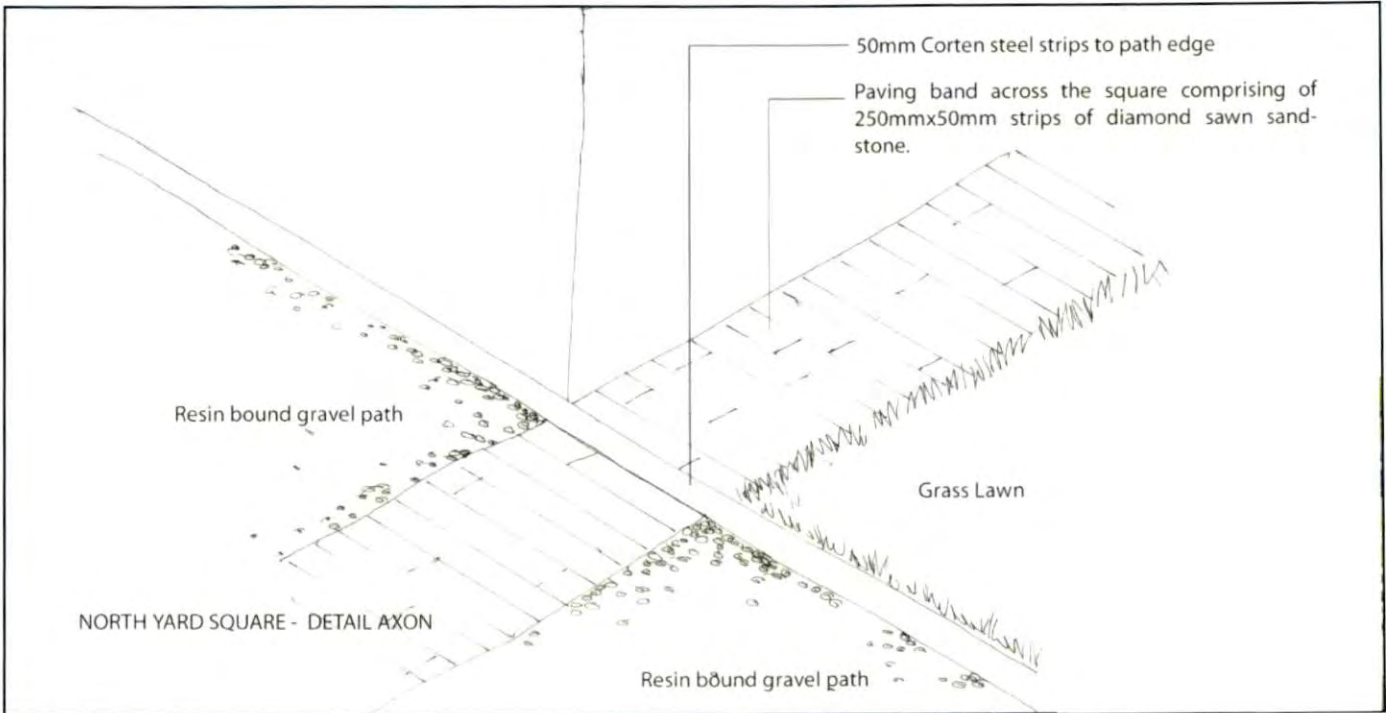 50mm Corten steel strips to path edge
Paving band across the square comprising of
250mmx50mm strips of diamond sawn sand-
stone.
Resin bound gravel path
Grass Lawn
NORTH YARD SQUARE - DETAIL AXON
Resin bound gravel path